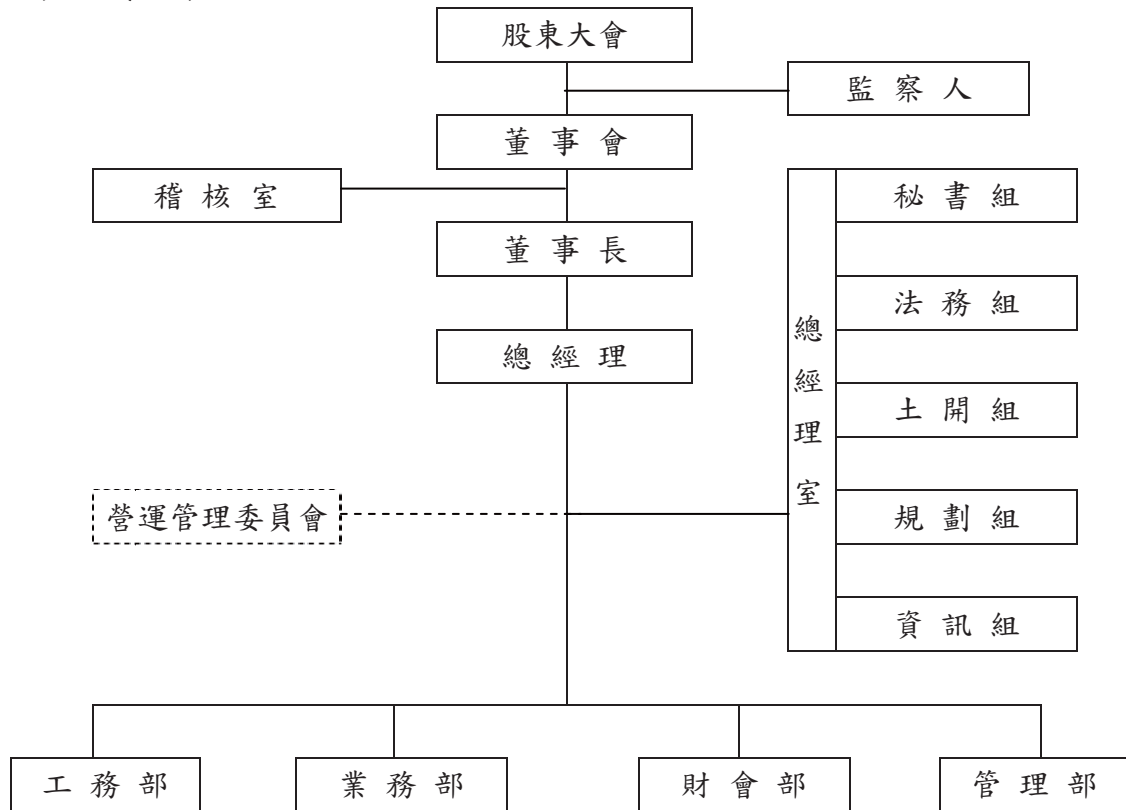 股東大會
監察人
董事會
稽核室
秘書組
董事長
法務組
總經理
總經理室
土開組
營運管理委員會
規劃組
資訊組
工務部
業務部
財會部
管理部